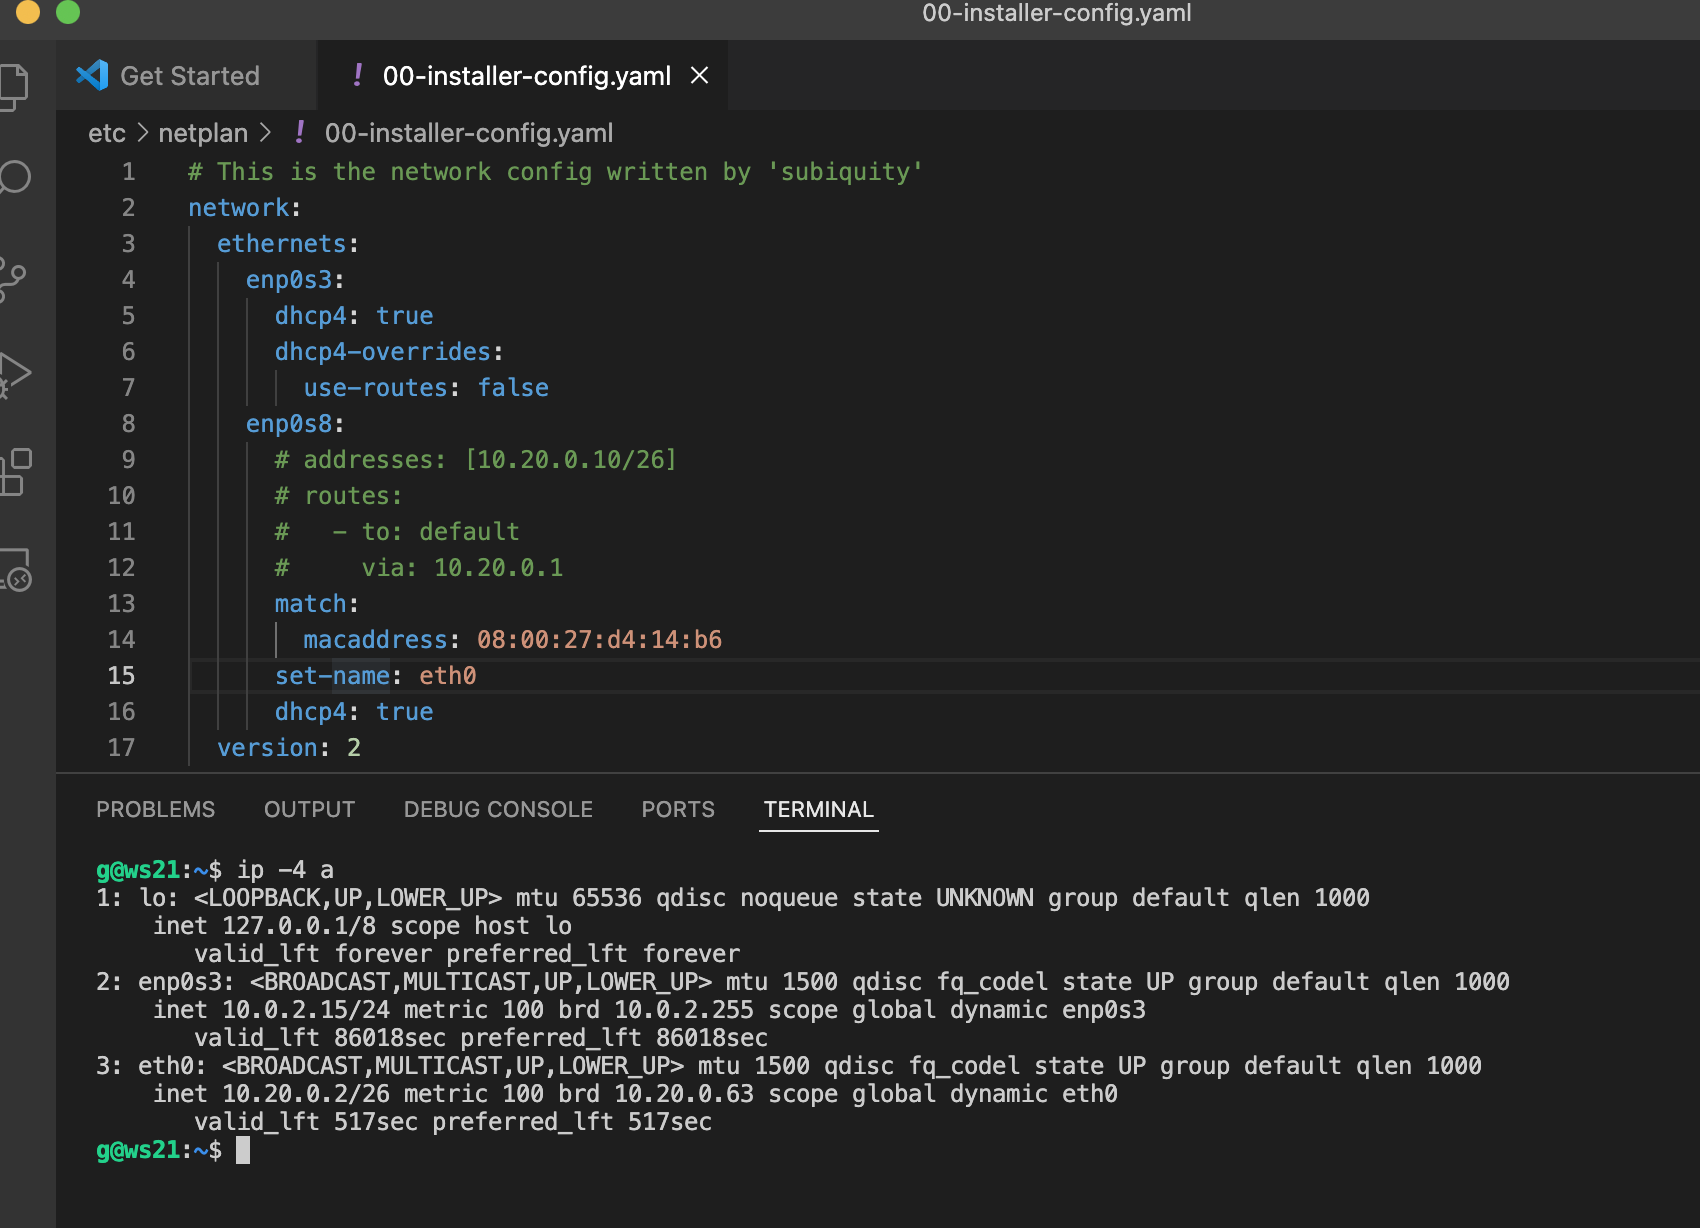 00-installer-config.yaml
Get Started
! 00-installer-config.yaml ×
etc > netplan > ! 00-installer-config.yaml
1 # This is the network config written by 'subiquity'
2 network:
3   ethernets:
4     enp0s3:
5       dhcp4: true
6       dhcp4-overrides:
7         use-routes: false
8     enp0s8:
9       # addresses: [10.20.0.10/26]
10       # routes:
11       #   - to: default
12       #     via: 10.20.0.1
13       match:
14         macaddress: 08:00:27:d4:14:b6
15       set-name: eth0
16       dhcp4: true
17   version: 2
PROBLEMS OUTPUT DEBUG CONSOLE PORTS TERMINAL
g@ws21:~$ ip -4 a
1: lo: <LOOPBACK,UP,LOWER_UP> mtu 65536 qdisc noqueue state UNKNOWN group default qlen 1000
    inet 127.0.0.1/8 scope host lo
       valid_lft forever preferred_lft forever
2: enp0s3: <BROADCAST,MULTICAST,UP,LOWER_UP> mtu 1500 qdisc fq_codel state UP group default qlen 1000
    inet 10.0.2.15/24 metric 100 brd 10.0.2.255 scope global dynamic enp0s3
       valid_lft 86018sec preferred_lft 86018sec
3: eth0: <BROADCAST,MULTICAST,UP,LOWER_UP> mtu 1500 qdisc fq_codel state UP group default qlen 1000
    inet 10.20.0.2/26 metric 100 brd 10.20.0.63 scope global dynamic eth0
       valid_lft 517sec preferred_lft 517sec
g@ws21:~$